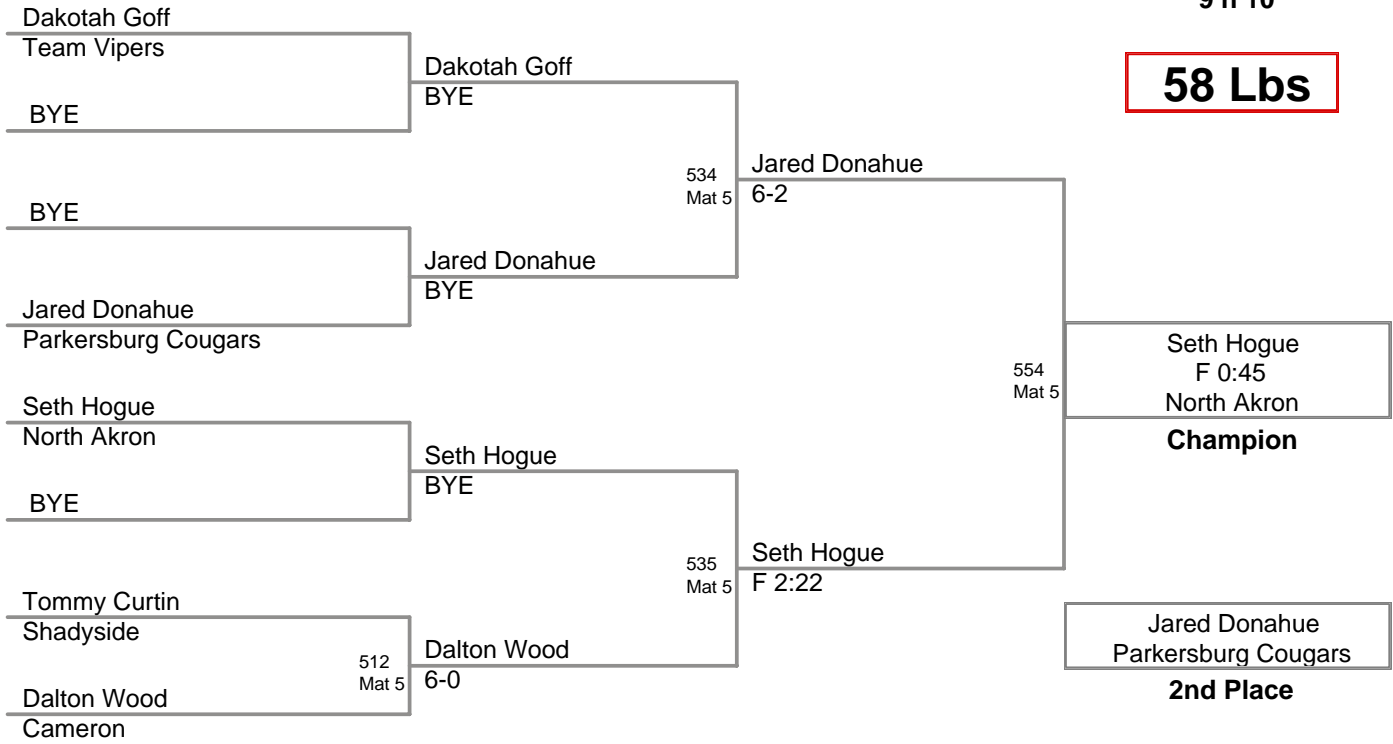 9 n 10
58 Lbs
Dakotah Goff
Team Vipers
BYE
BYE
Jared Donahue
Parkersburg Cougars
Seth Hogue
North Akron
BYE
Tommy Curtin
Shadyside
512
Mat 5
Dalton Wood
Cameron
Dakotah Goff
BYE
534
Mat 5
Jared Donahue
BYE
Seth Hogue
BYE
535
Mat 5
Dalton Wood
6-0
Jared Donahue
6-2
554
Mat 5
Seth Hogue
F 2:22
Seth Hogue
F 0:45
North Akron
Champion
Jared Donahue
Parkersburg Cougars
2nd Place